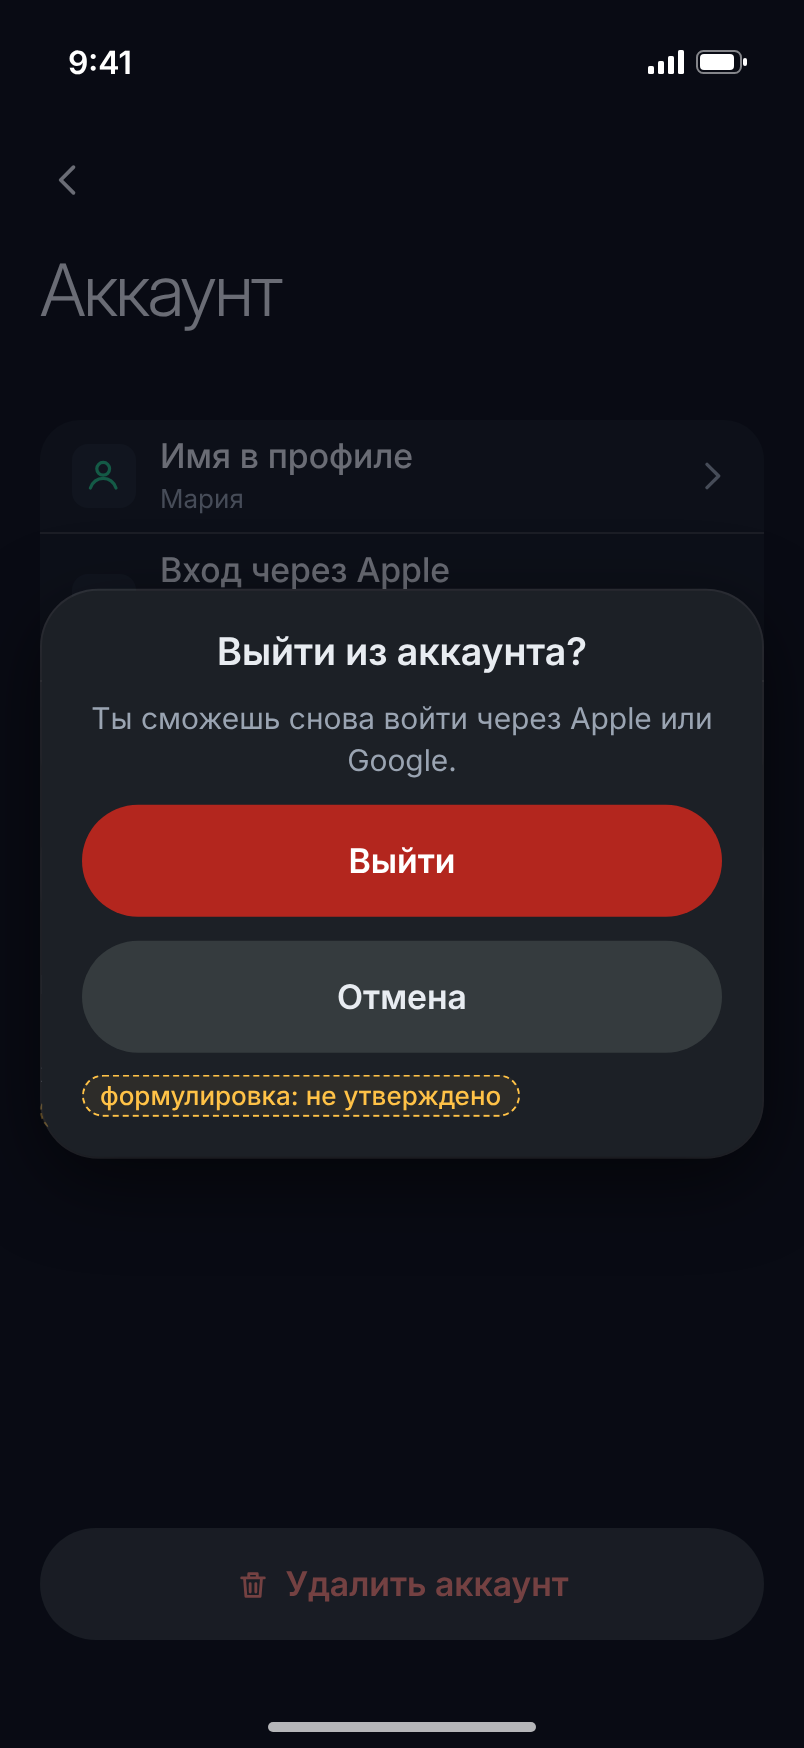 9:41
Аккаунт
Имя в профиле
Мария
Вход через Apple
Выйти из аккаунта?
Ты сможешь снова войти через Apple или
Google.
Выйти
Отмена
формулировка: не утверждено
Удалить аккаунт